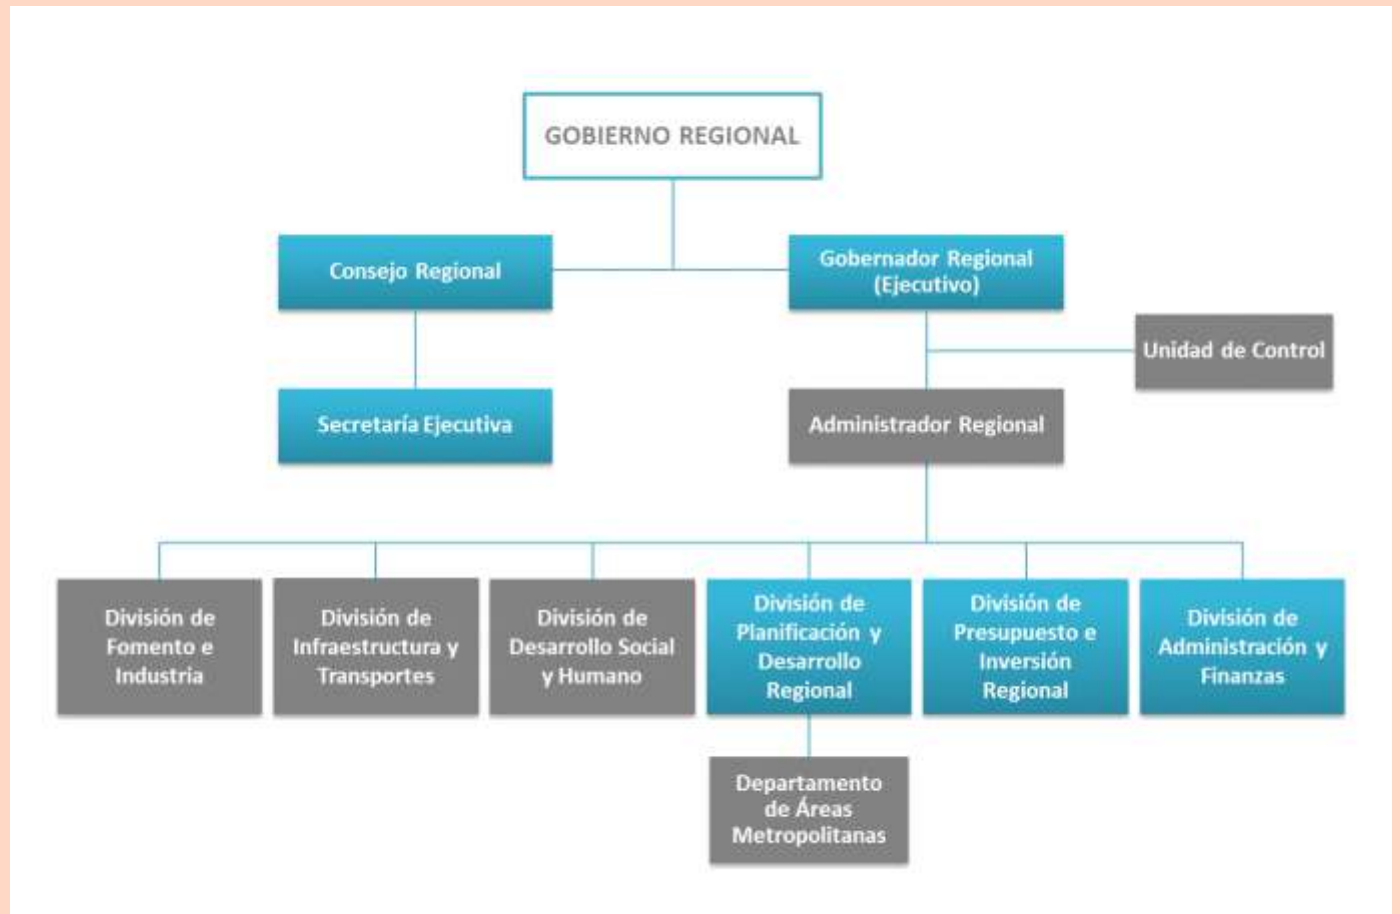 GOBIERNO REGIONAL
Consejo Regional
Gobernador Regional
(Ejecutivo)
Unidad de Control
Secretaría Ejecutiva
Administrador Regional
División de
Fomento e
Industria
División de
Infraestructura y
Transportes
División de
Desarrollo Social
y Humano
División de
Planificación y
Desarrollo
Regional
División de
Presupuesto e
Inversión
Regional
División de
Administración y
Finanzas
Departamento
de Áreas
Metropolitanas